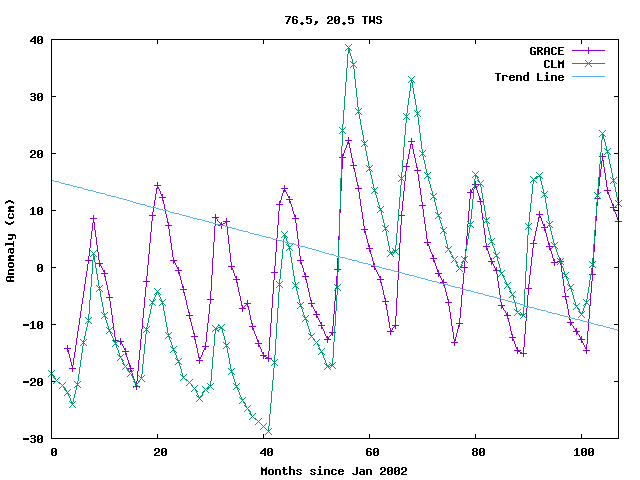 76.5, 20.5 TWS
GRACE
CLM
Trend Line
40
30
20
10
0
-10
-20
-30
Anomaly (cm)
0 20 40 60 80 100
Months since Jan 2002